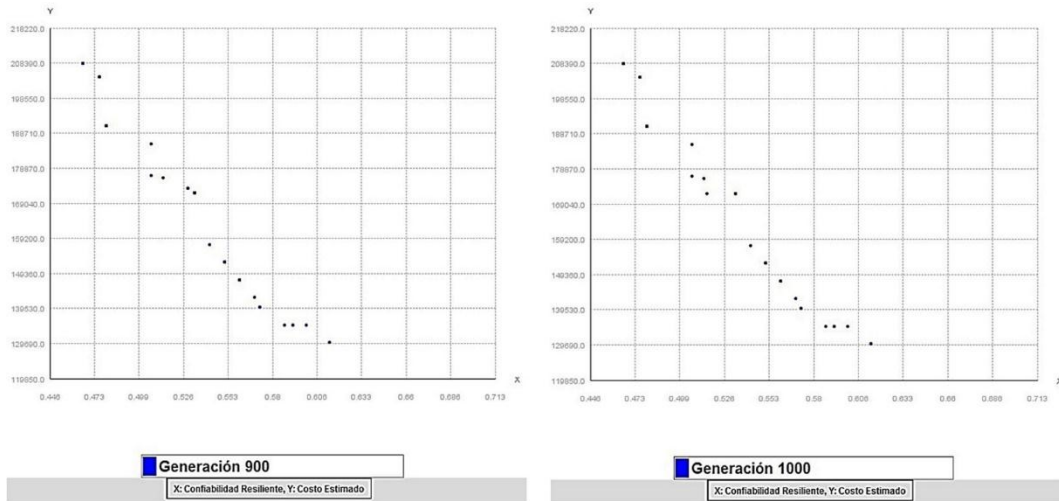 Y
218220.0
208390.0
198550.0
188710.0
178870.0
169040.0
159200.0
149360.0
139530.0
129690.0
119850.0
X
0.446 0.473 0.499 0.526 0.553 0.58 0.606 0.633 0.66 0.686 0.713
Generación 900
X: Confiabilidad Resiliente, Y: Costo Estimado
Y
218220.0
208390.0
198550.0
188710.0
178870.0
169040.0
159200.0
149360.0
139530.0
129690.0
119850.0
X
0.446 0.473 0.499 0.526 0.553 0.58 0.606 0.633 0.66 0.686 0.713
Generación 1000
X: Confiabilidad Resiliente, Y: Costo Estimado